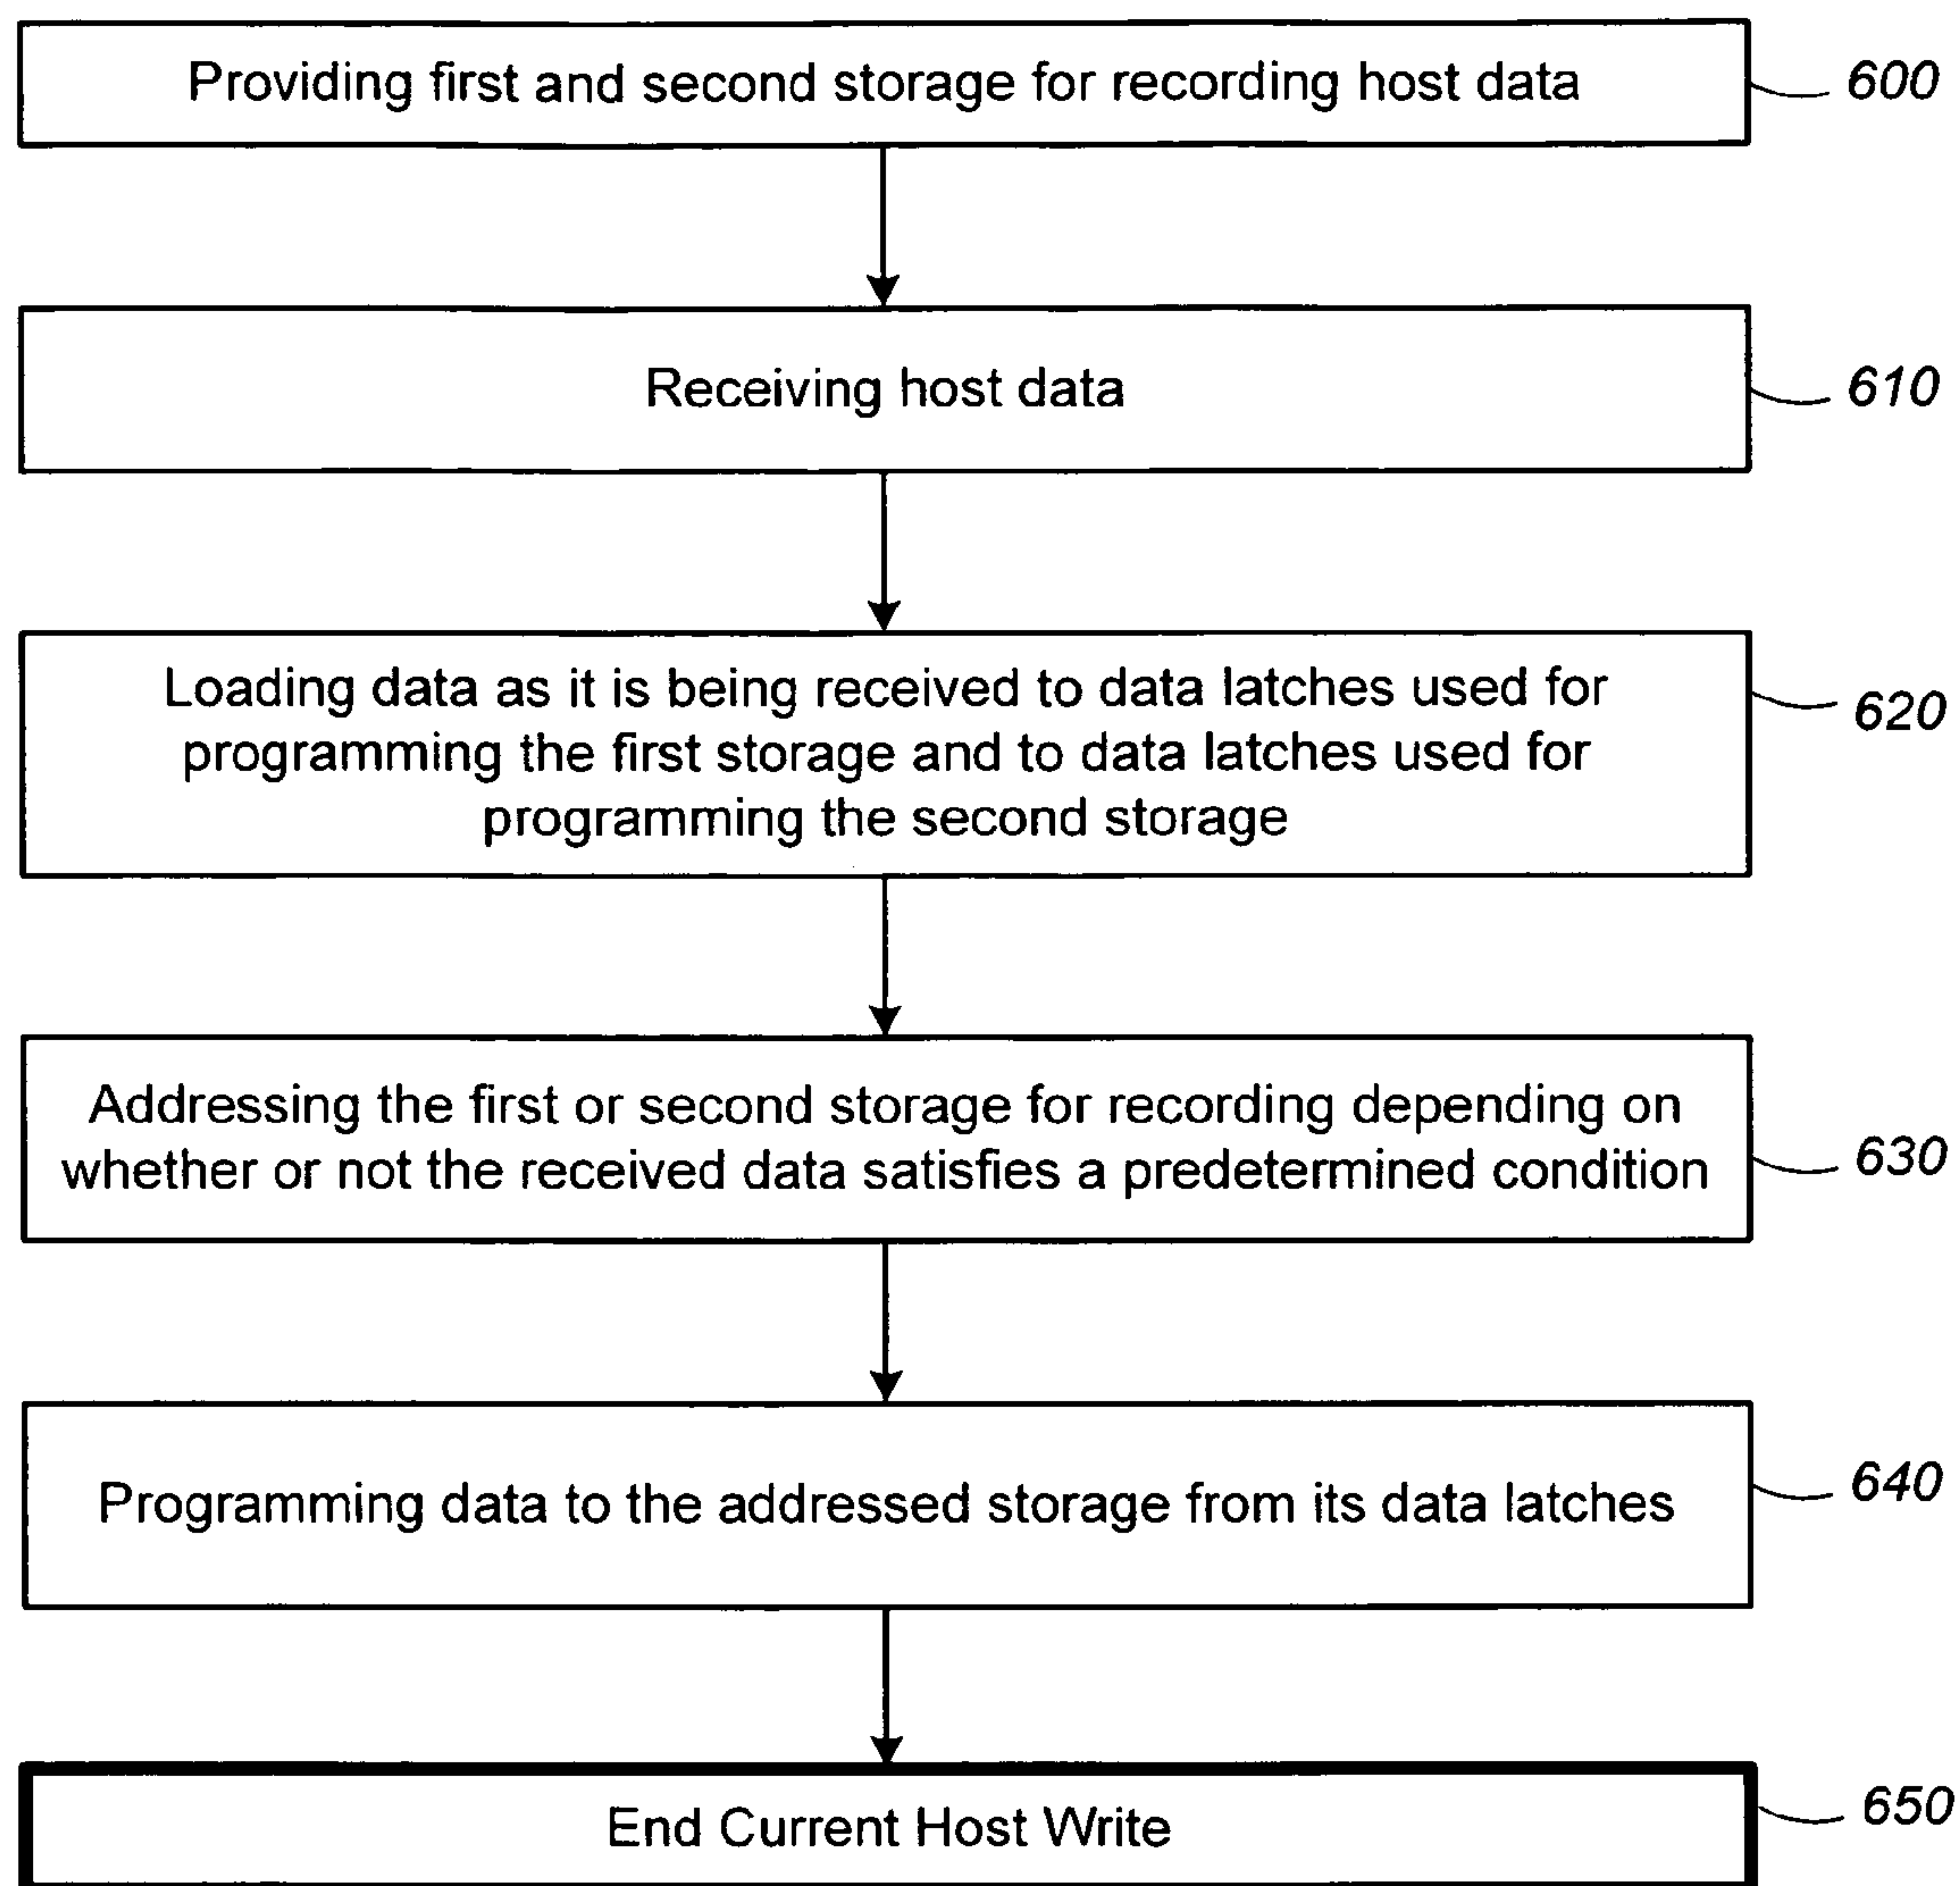 Providing first and second storage for recording host data
600
Receiving host data
610
Loading data as it is being received to data latches used for
programming the first storage and to data latches used for
programming the second storage
620
Addressing the first or second storage for recording depending on
whether or not the received data satisfies a predetermined condition
630
Programming data to the addressed storage from its data latches
640
End Current Host Write
650